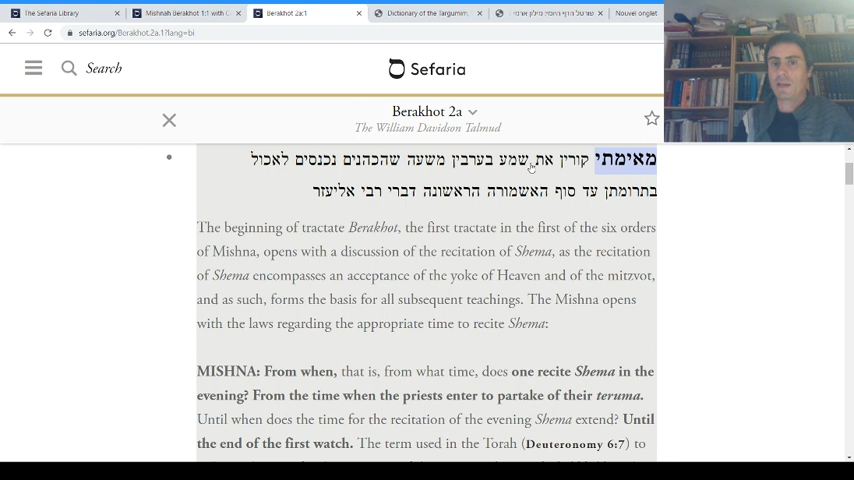 The Sefaria Library
Mishnah Berakhot 1:1 with C
Berakhot 2a:1
Dictionary of the Targumim,
שורטל הדף היומי: מילון ארמי
Nouvel onglet
sefaria.org/Berakhot.2a.1?lang=bi
Search
Sefaria
Berakhot 2a
The William Davidson Talmud
מאימתי קורין את שמע בערבין משעה שהכהנים נכנסים לאכול
בתרומתן עד סוף האשמורה הראשונה דברי רבי אליעזר
The beginning of tractate Berakhot, the first tractate in the first of the six orders
of Mishna, opens with a discussion of the recitation of Shema, as the recitation
of Shema encompasses an acceptance of the yoke of Heaven and of the mitzvot,
and as such, forms the basis for all subsequent teachings. The Mishna opens
with the laws regarding the appropriate time to recite Shema:
MISHNA: From when, that is, from what time, does one recite Shema in the
evening? From the time when the priests enter to partake of their teruma.
Until when does the time for the recitation of the evening Shema extend? Until
the end of the first watch. The term used in the Torah (Deuteronomy 6:7) to